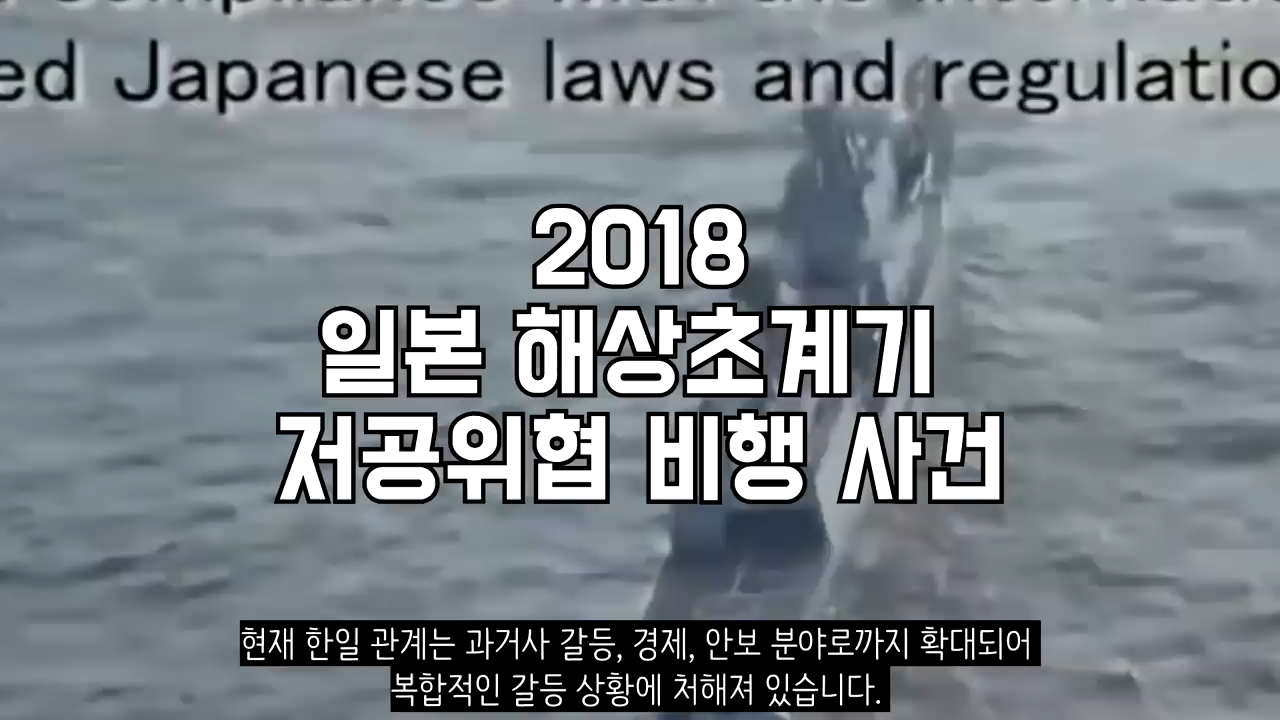 ed Japanese laws and regulatio
2018
일본 해상초계기
저공위협 비행 사건
현재 한일 관계는 과거사 갈등, 경제, 안보 분야로까지 확대되어
복합적인 갈등 상황에 처해져 있습니다.